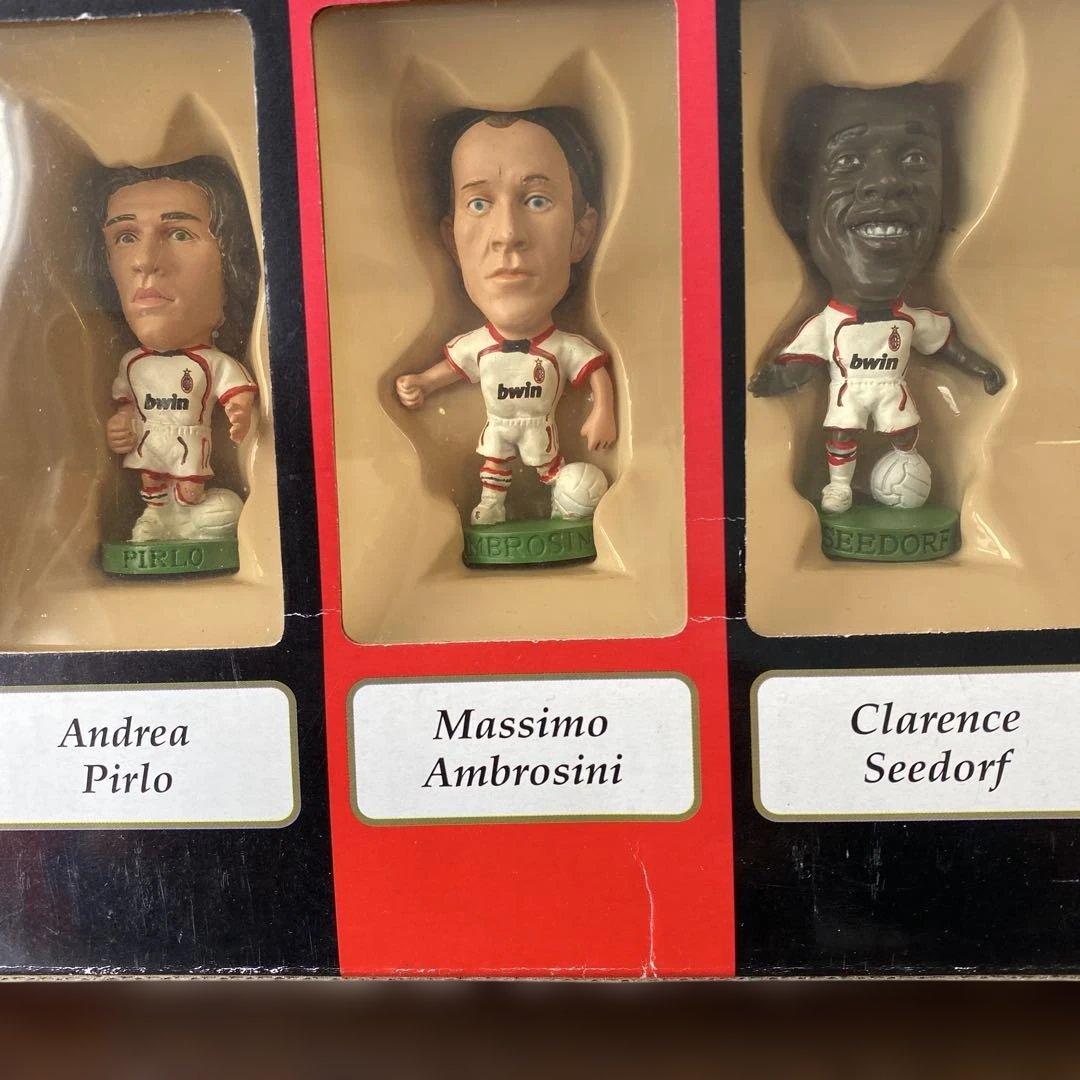 bwin
bwin
bwin
PIRLO
MBROSIN
SEEDORF
Andrea
Pirlo
Massimo
Ambrosini
Clarence
Seedorf